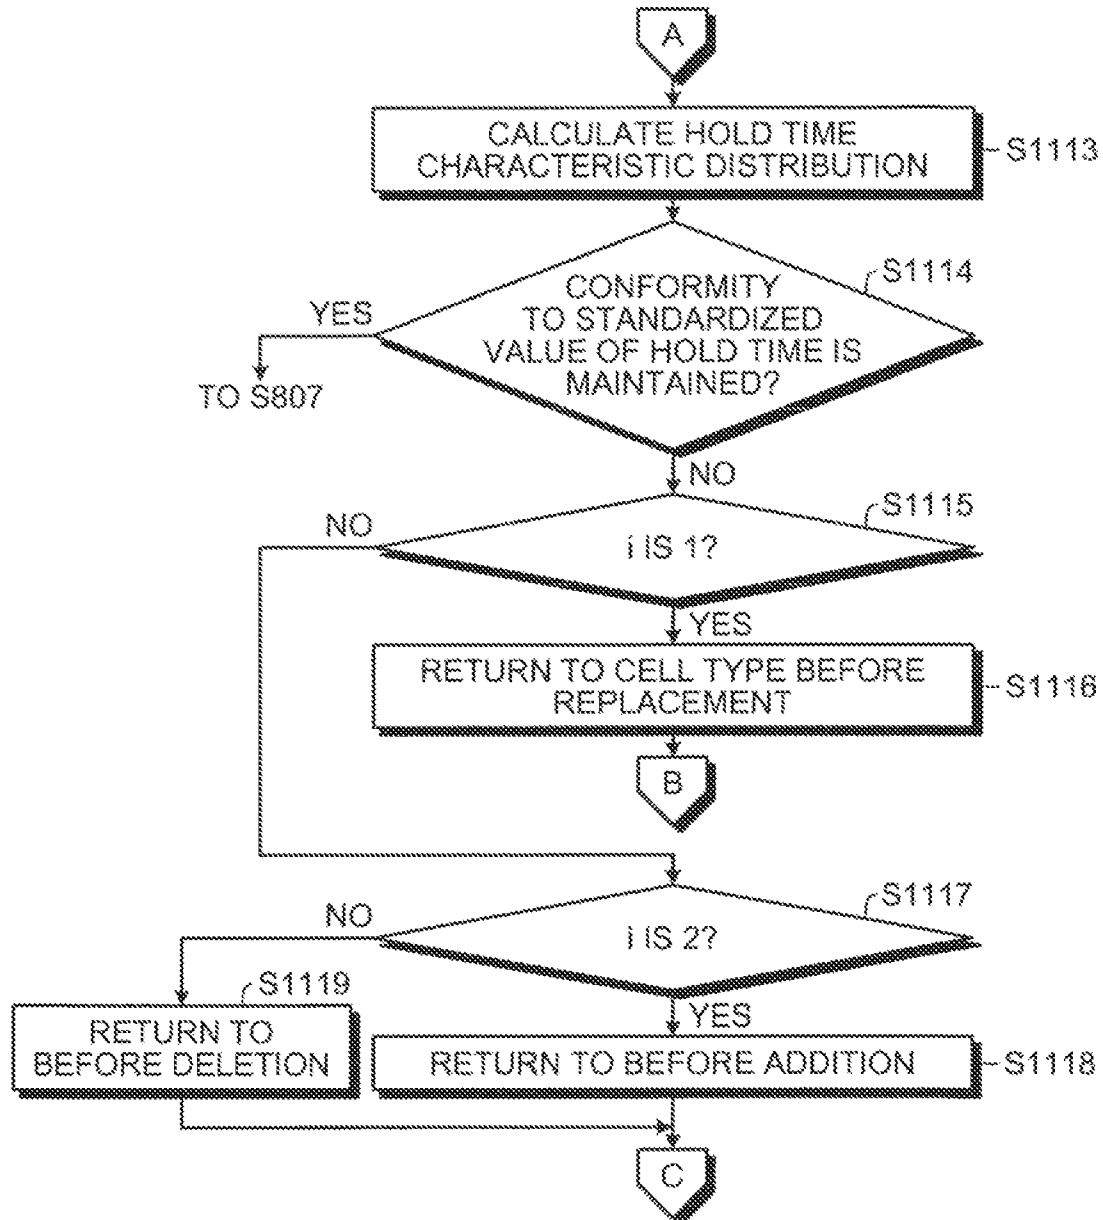 A
CALCULATE HOLD TIME
CHARACTERISTIC DISTRIBUTION
S1113
S1114
CONFORMITY
TO STANDARDIZED
VALUE OF HOLD TIME IS
MAINTAINED?
YES
TO S807
NO
S1115
NO
i IS 1?
YES
RETURN TO CELL TYPE BEFORE
REPLACEMENT
S1116
B
S1117
NO
i IS 2?
S1119
YES
RETURN TO
BEFORE DELETION
RETURN TO BEFORE ADDITION
S1118
C